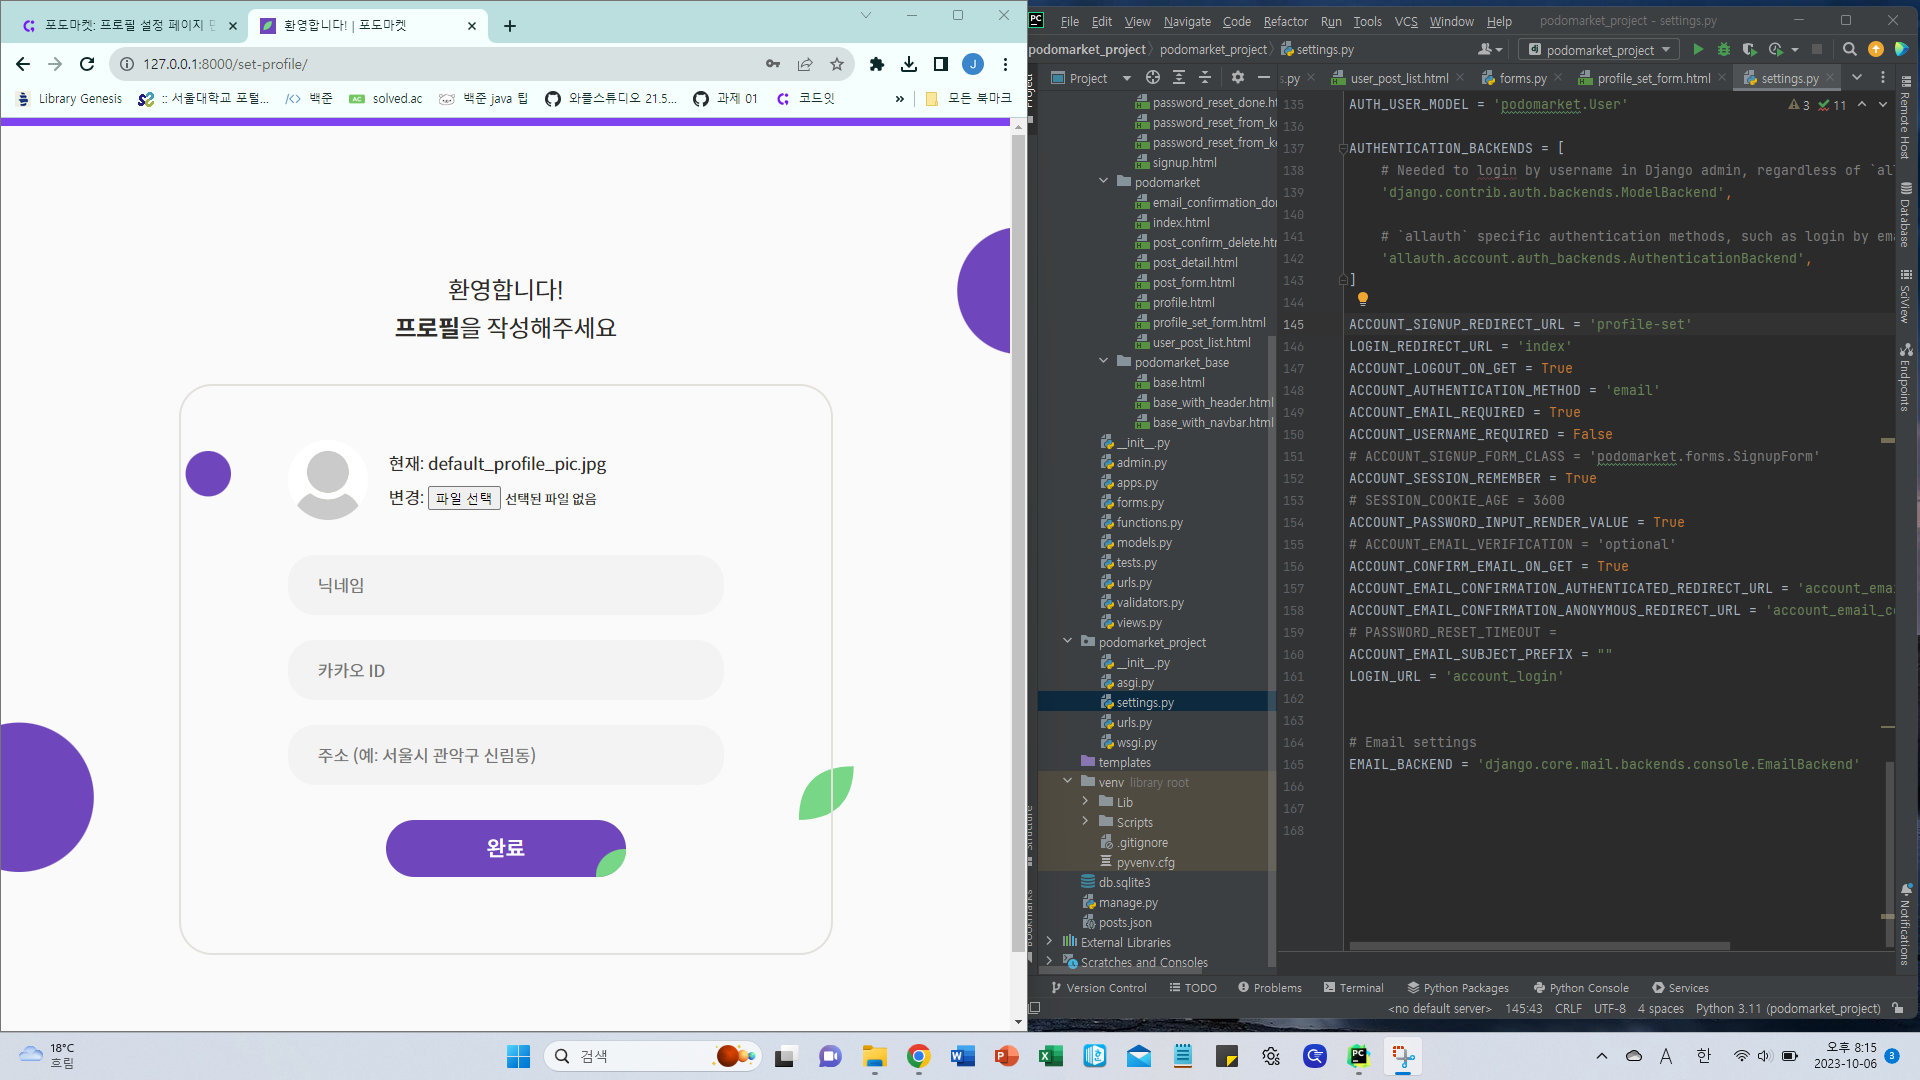 포도마켓: 프로필 설정 페이지
환영합니다! | 포도마켓
127.0.0.1:8000/set-profile/
J
Library Genesis
:: 서울대학교 포털...
백준
solved.ac
백준 java 팁
와플스튜디오 21.5...
과제 01
코드잇
»
모든 북마크
환영합니다!
프로필을 작성해주세요
현재: default_profile_pic.jpg
변경: 파일 선택 선택된 파일 없음
닉네임
카카오 ID
주소 (예: 서울시 관악구 신림동)
완료
File Edit View Navigate Code Refactor Run Tools VCS Window Help podomarket_project - settings.py
podomarket_project podomarket_project settings.py
podomarket_project
Project
s.py user_post_list.html forms.py profile_set_form.html settings.py
password_reset_done.ht
password_reset_from_ke
password_reset_from_ke
signup.html
podomarket
email_confirmation_dor
index.html
post_confirm_delete.htm
post_detail.html
post_form.html
profile.html
profile_set_form.html
user_post_list.html
podomarket_base
base.html
base_with_header.html
base_with_navbar.html
__init__.py
admin.py
apps.py
forms.py
functions.py
models.py
tests.py
urls.py
validators.py
views.py
podomarket_project
__init__.py
asgi.py
settings.py
urls.py
wsgi.py
templates
venv library root
Lib
Scripts
.gitignore
pyvenv.cfg
db.sqlite3
manage.py
posts.json
External Libraries
Scratches and Consoles
3 11
135 AUTH_USER_MODEL = 'podomarket.User'
136
137 AUTHENTICATION_BACKENDS = [
138 # Needed to login by username in Django admin, regardless of `al
139 'django.contrib.auth.backends.ModelBackend',
140
141 # `allauth` specific authentication methods, such as login by ema
142 'allauth.account.auth_backends.AuthenticationBackend',
143 ]
144
145 ACCOUNT_SIGNUP_REDIRECT_URL = 'profile-set'
146 LOGIN_REDIRECT_URL = 'index'
147 ACCOUNT_LOGOUT_ON_GET = True
148 ACCOUNT_AUTHENTICATION_METHOD = 'email'
149 ACCOUNT_EMAIL_REQUIRED = True
150 ACCOUNT_USERNAME_REQUIRED = False
151 # ACCOUNT_SIGNUP_FORM_CLASS = 'podomarket.forms.SignupForm'
152 ACCOUNT_SESSION_REMEMBER = True
153 # SESSION_COOKIE_AGE = 3600
154 ACCOUNT_PASSWORD_INPUT_RENDER_VALUE = True
155 # ACCOUNT_EMAIL_VERIFICATION = 'optional'
156 ACCOUNT_CONFIRM_EMAIL_ON_GET = True
157 ACCOUNT_EMAIL_CONFIRMATION_AUTHENTICATED_REDIRECT_URL = 'account_emai
158 ACCOUNT_EMAIL_CONFIRMATION_ANONYMOUS_REDIRECT_URL = 'account_email_co
159 # PASSWORD_RESET_TIMEOUT =
160 ACCOUNT_EMAIL_SUBJECT_PREFIX = ""
161 LOGIN_URL = 'account_login'
162
163
164 # Email settings
165 EMAIL_BACKEND = 'django.core.mail.backends.console.EmailBackend'
166
167
168
Remote Host
Database
SciView
Endpoints
Notifications
Version Control TODO Problems Terminal Python Packages Python Console Services
<no default server> 145:43 CRLF UTF-8 4 spaces Python 3.11 (podomarket_project)
18°C
흐림
검색
A 한
오후 8:15
2023-10-06
3